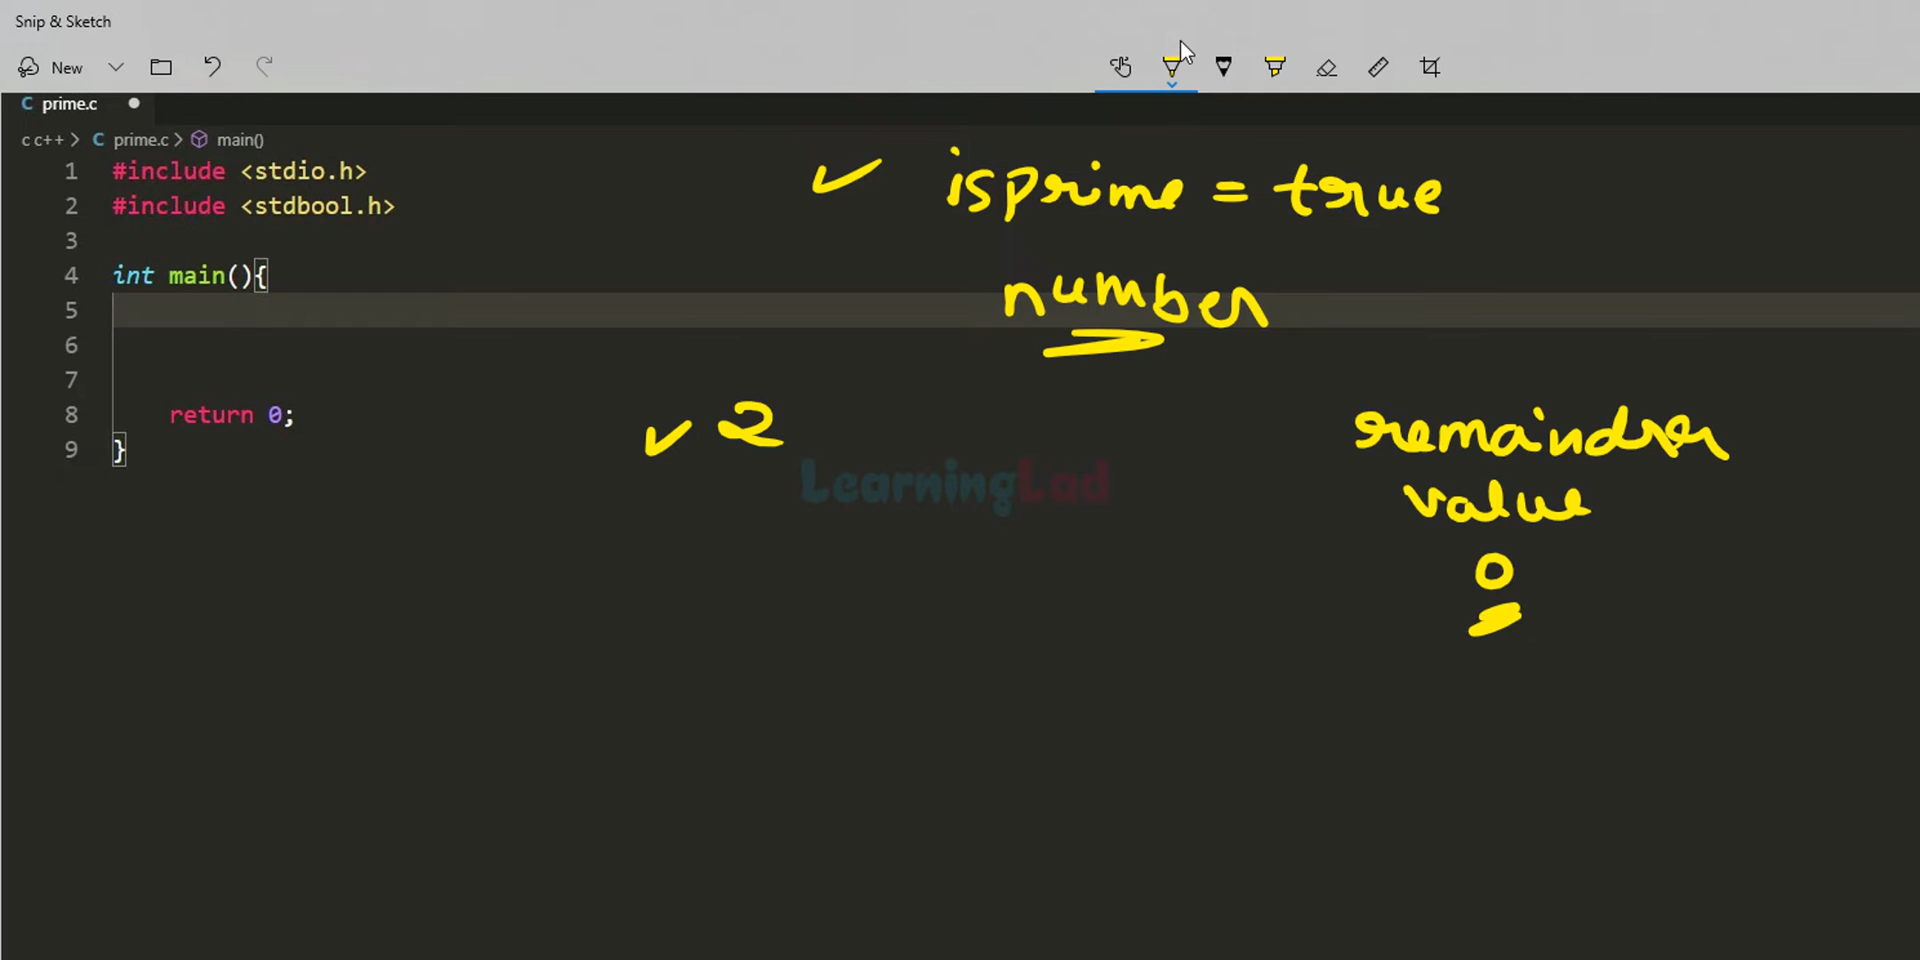 Snip & Sketch
New
C prime.c
c c++ > C prime.c > main()
1 #include <stdio.h>
2 #include <stdbool.h>
3
4 int main(){
5
6
7
8 return 0;
9 }
isprime = true
number
2
remainder
value
0
LearningLad